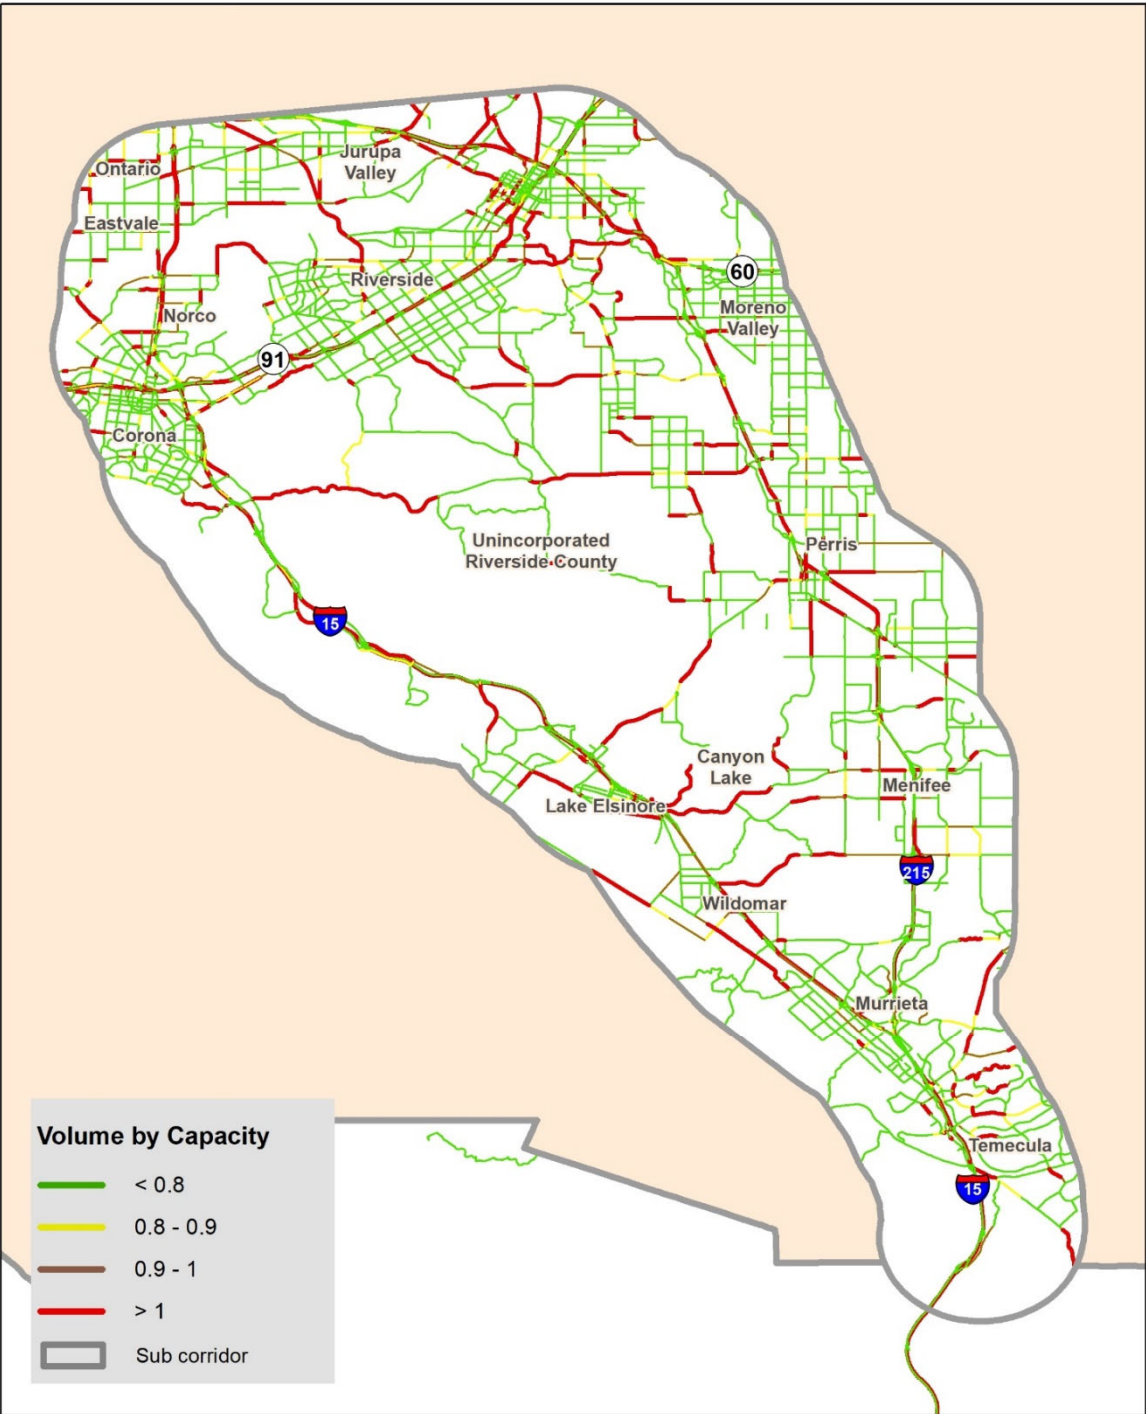 Ontario
Jurupa
Valley
Eastvale
60
Riverside
Moreno
Valley
Norco
91
Corona
Unincorporated
Riverside County
Perris
15
Canyon
Lake
Menifee
Lake Elsinore
215
Wildomar
Murrieta
Temecula
15
Volume by Capacity
< 0.8
0.8 - 0.9
0.9 - 1
> 1
Sub corridor